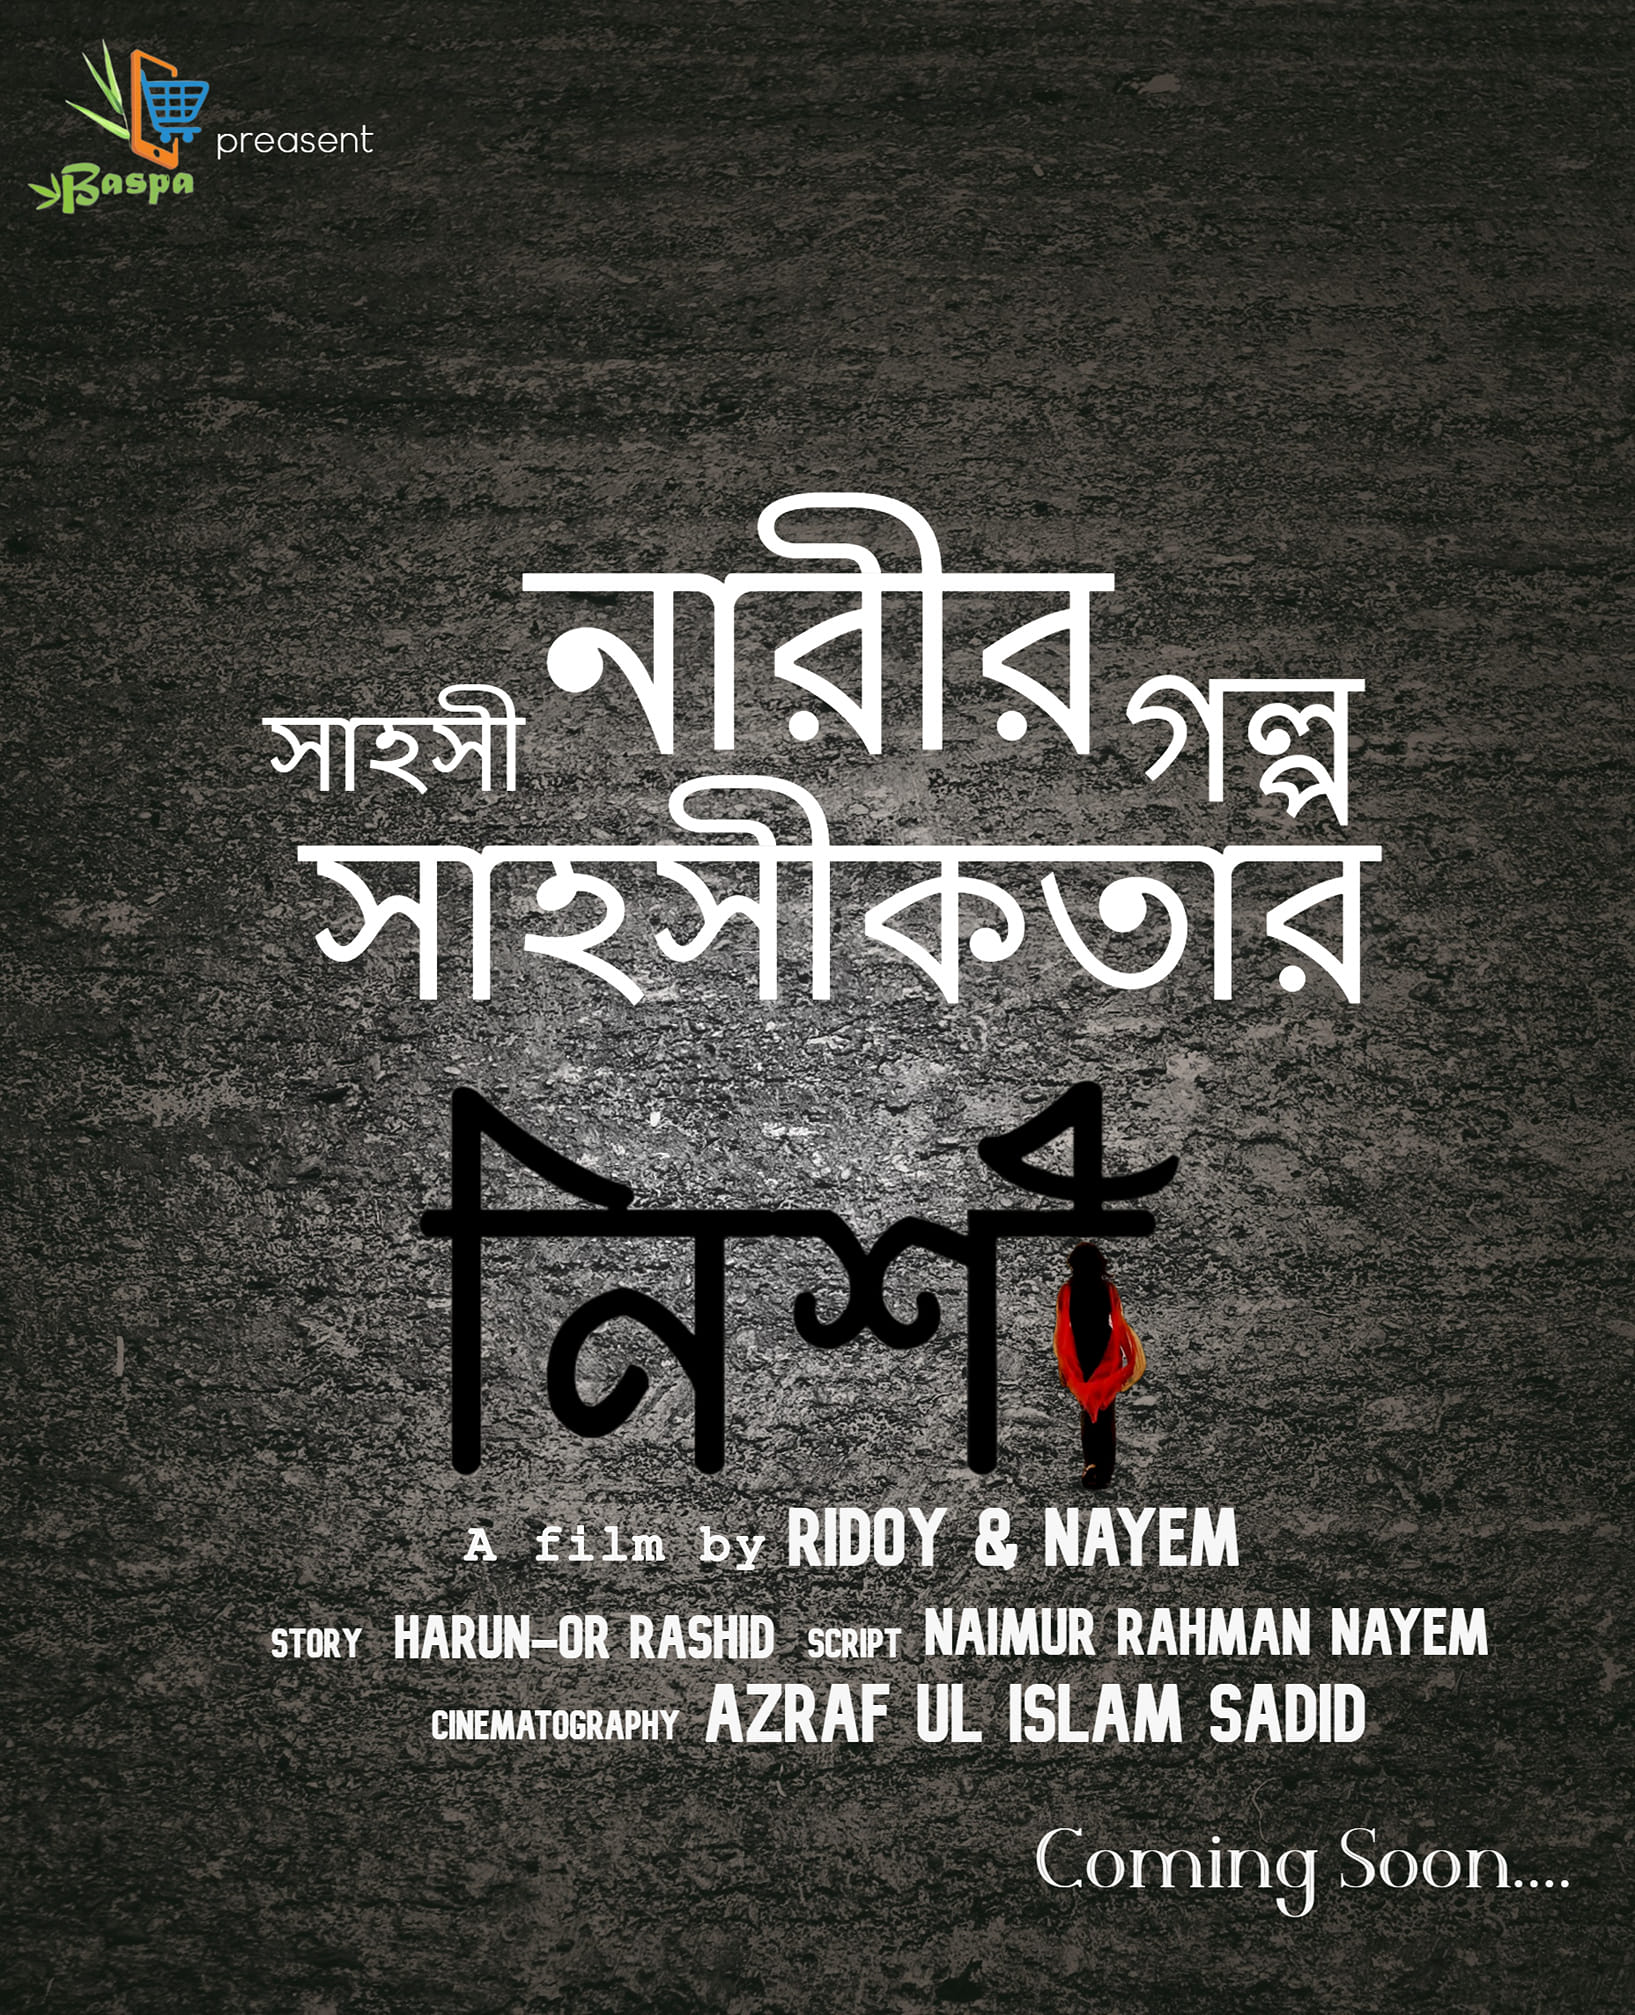 preasent
Baspa
সাহসী নারীর গল্প
সাহসীকতার
নিশী
A film by RIDOY & NAYEM
STORY HARUN-OR RASHID SCRIPT NAIMUR RAHMAN NAYEM
CINEMATOGRAPHY AZRAF UL ISLAM SADID
Coming Soon....